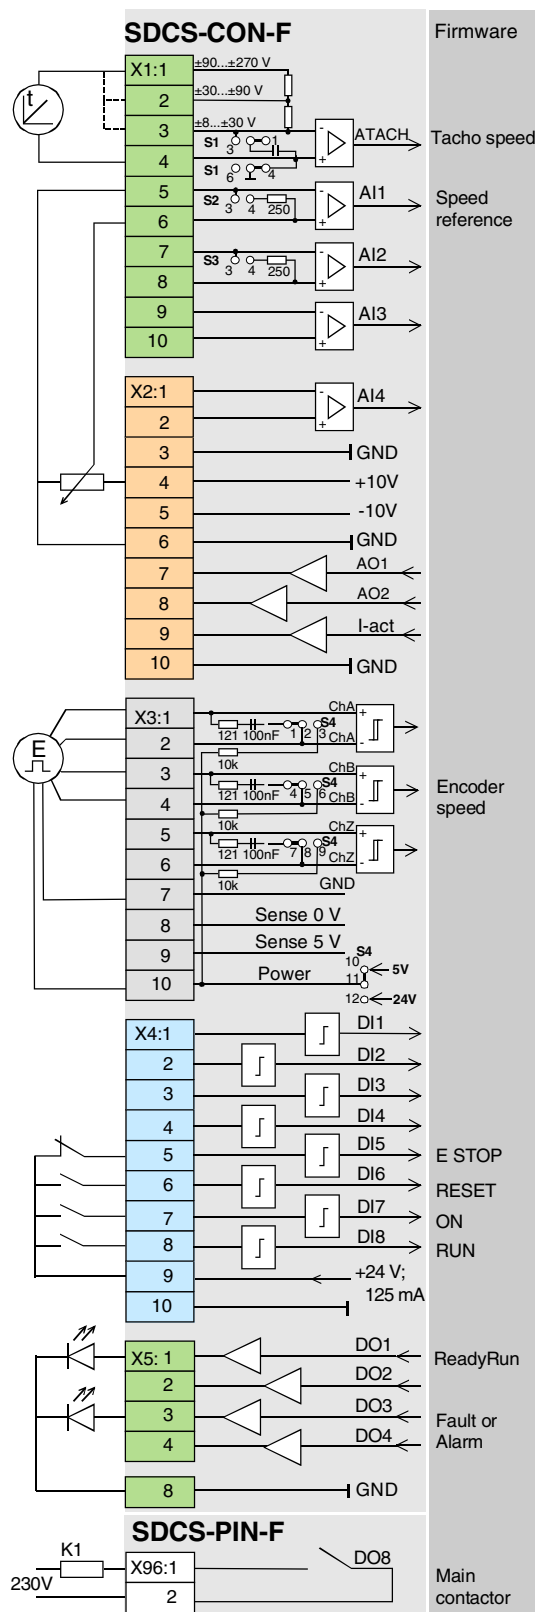 SDCS-CON-F Firmware
X1:1 ±90...±270 V
2 ±30...±90 V
3 ±8...±30 V - ATACH Tacho speed
t
S1 3 1
4 +
S1 6 4
5 - AI1 Speed
S2 3 4 250
6 + reference
7 - AI2
S3 3 4 250
8 +
9 - AI3
10 +
X2:1 - AI4
2 +
3 GND
4 +10V
5 -10V
6 GND
7 AO1
8 AO2
9 I-act
10 GND
X3:1 ChA +
121 100nF 1 2 3 S4
2 ChA -
E
10k
3 ChB +
121 100nF 4 5 6 S4 Encoder
4 ChB - speed
10k
5 ChZ +
121 100nF 7 8 9 S4
6 ChZ -
10k
7 GND
8 Sense 0 V
9 Sense 5 V
S4
10 5V
10 Power 11
12 24V
X4:1 DI1
2 DI2
3 DI3
4 DI4
5 DI5 E STOP
6 DI6 RESET
7 DI7 ON
8 DI8 RUN
9 +24 V;
125 mA
10
X5: 1 DO1 ReadyRun
2 DO2
3 DO3 Fault or
4 DO4 Alarm
8 GND
SDCS-PIN-F
K1 X96:1 DO8 Main
230V 2 contactor